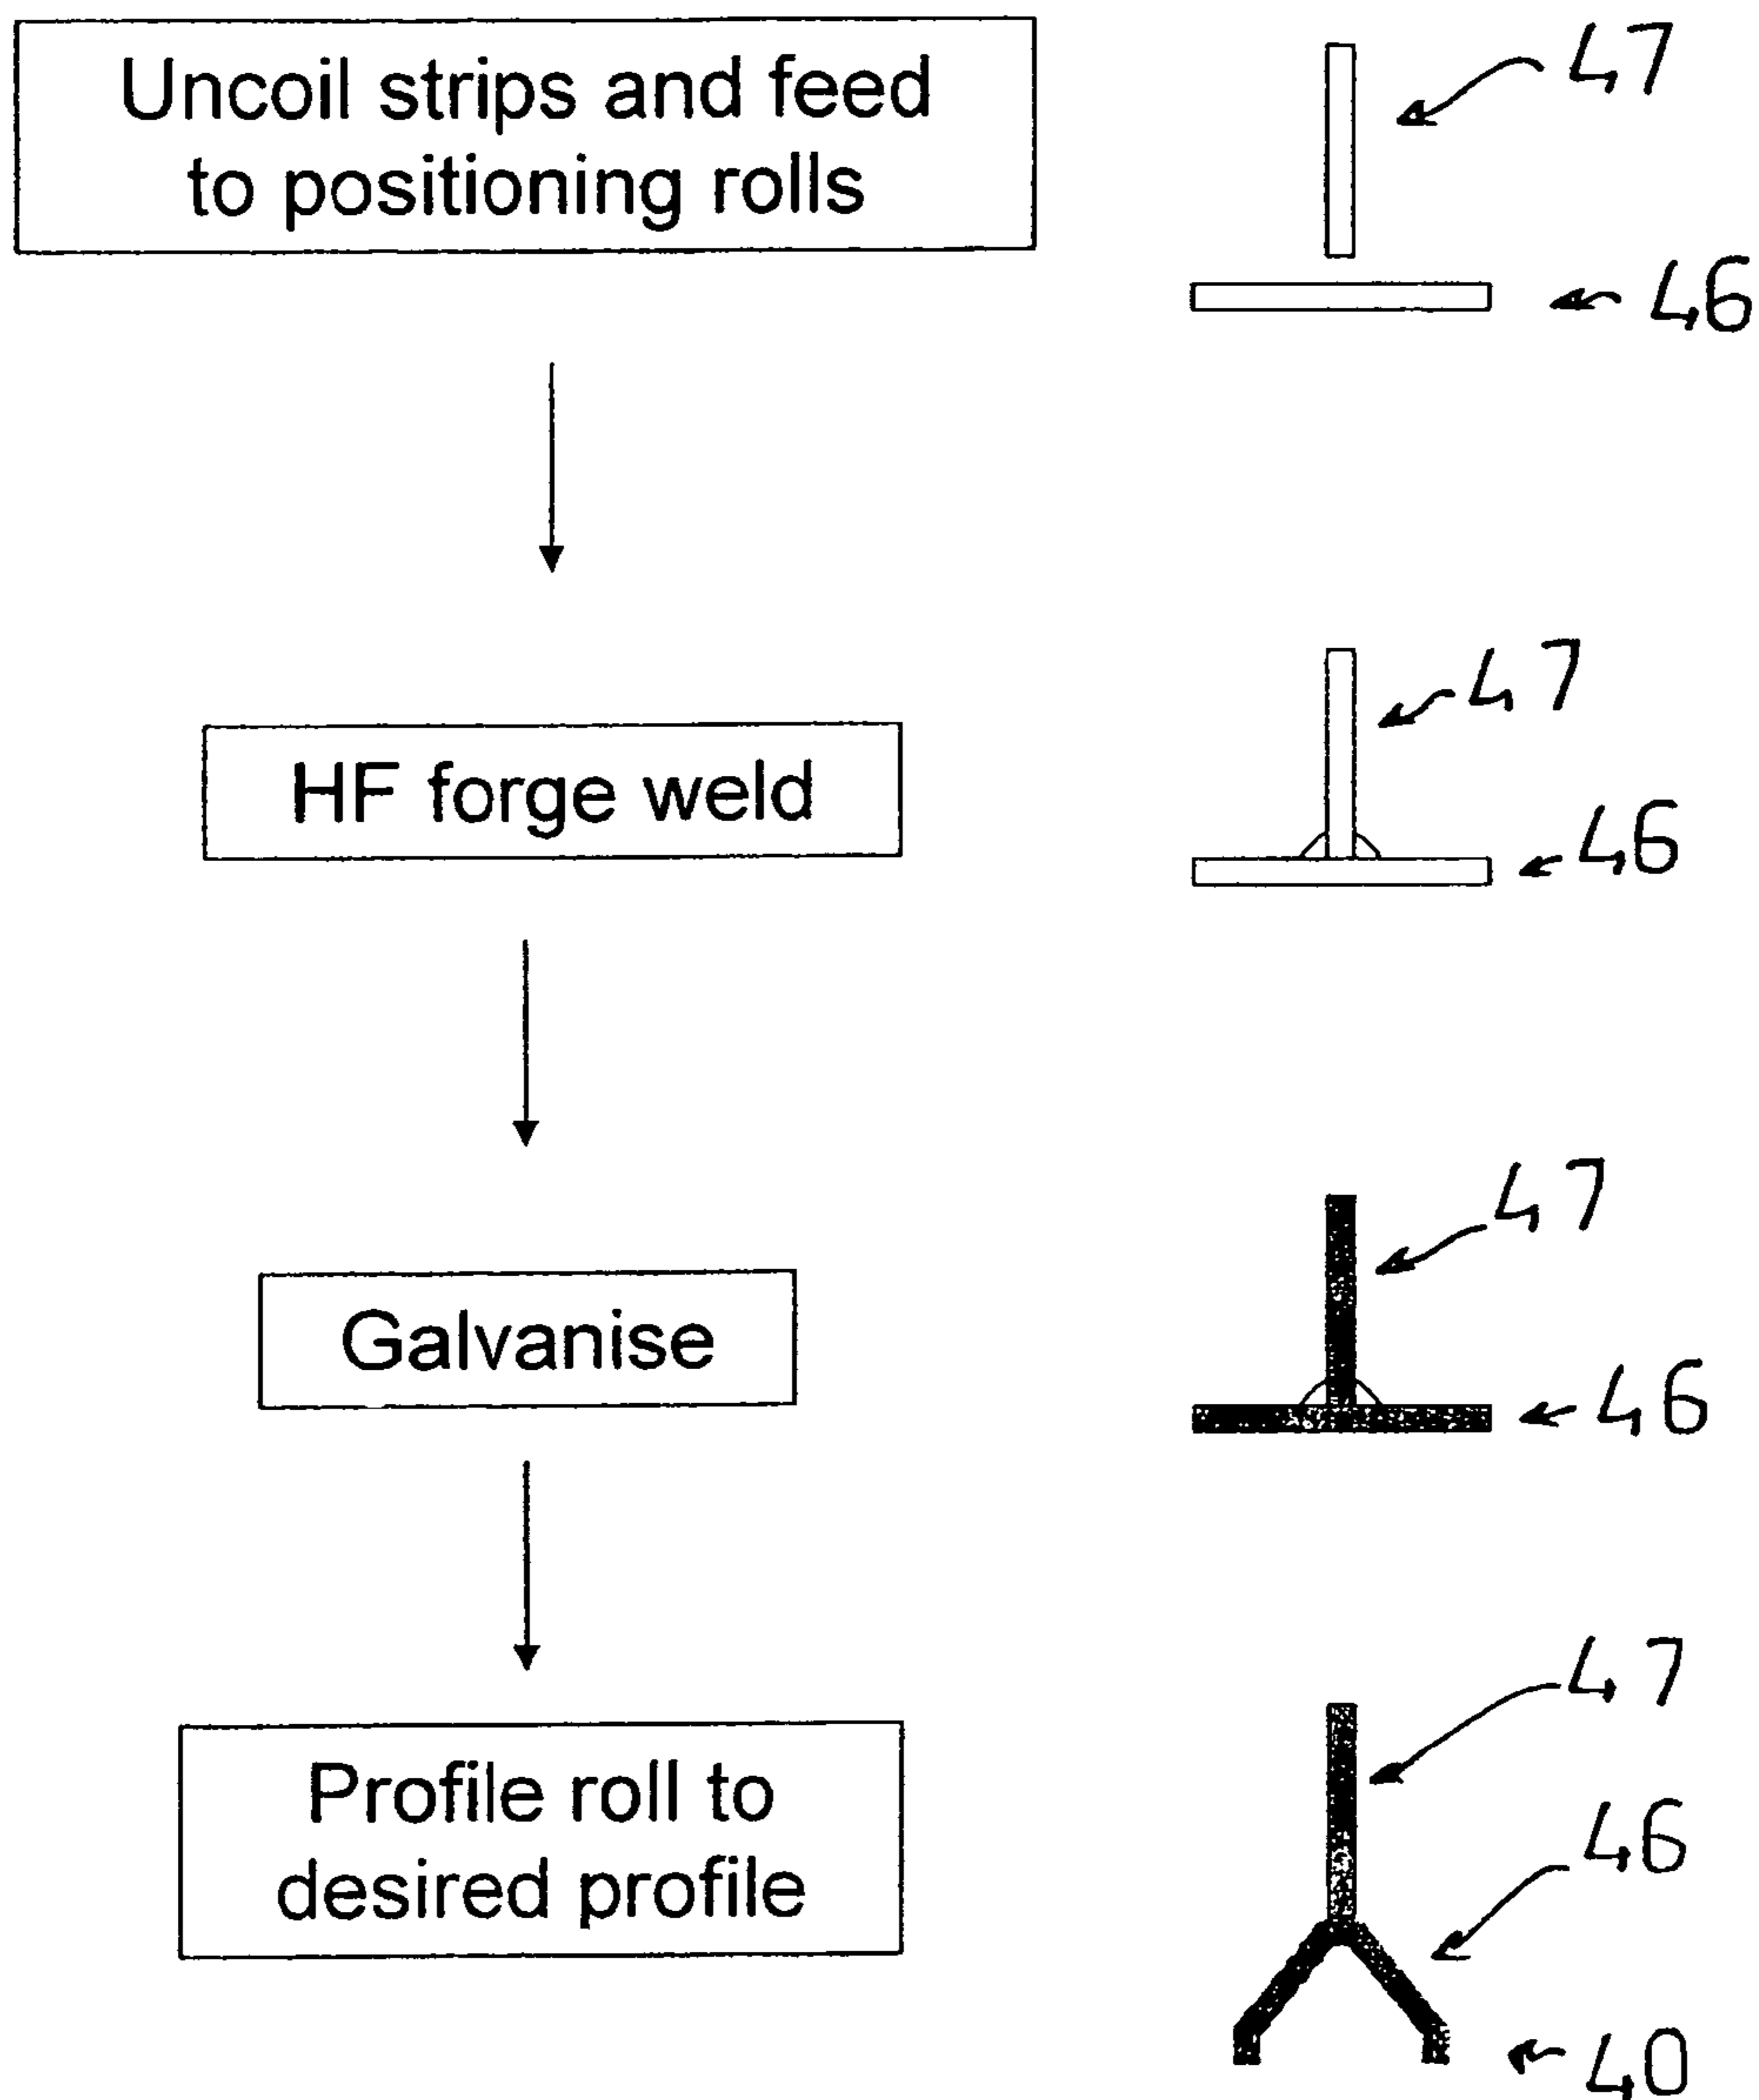 Uncoil strips and feed
to positioning rolls
47
46
HF forge weld
47
46
Galvanise
47
46
Profile roll to
desired profile
47
46
40